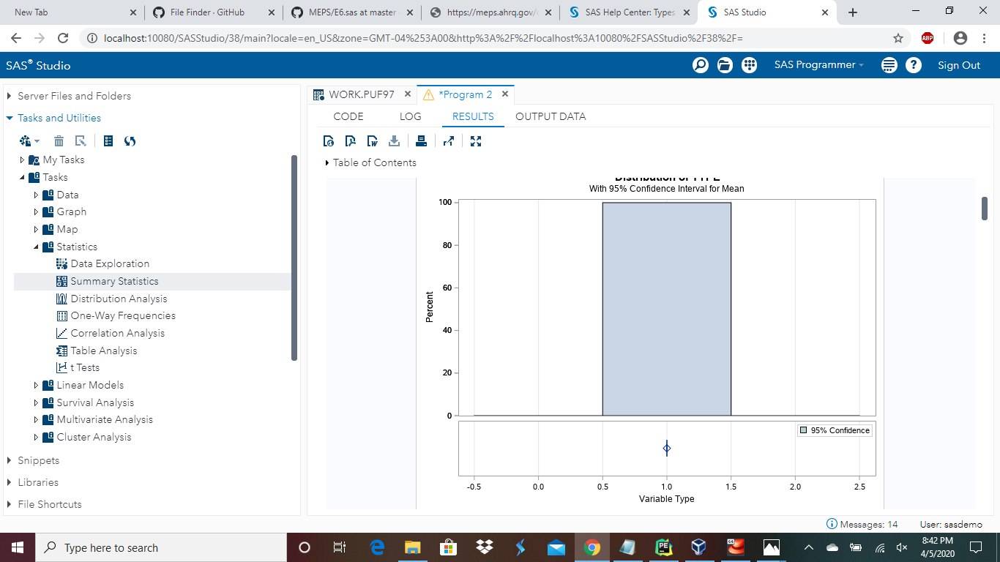 New Tab
File Finder · GitHub
MEPS/E6.sas at master
https://meps.ahrq.gov/
SAS Help Center: Types
SAS Studio
localhost:10080/SASStudio/38/main?locale=en_US&zone=GMT-04%253A00&http%3A%2F%2Flocalhost%3A10080%2FSASStudio%2F38%2F=
ABP
SAS® Studio
SAS Programmer
Sign Out
Server Files and Folders
Tasks and Utilities
My Tasks
Tasks
Data
Graph
Map
Statistics
Data Exploration
Summary Statistics
Distribution Analysis
One-Way Frequencies
Correlation Analysis
Table Analysis
t Tests
Linear Models
Survival Analysis
Multivariate Analysis
Cluster Analysis
Snippets
Libraries
File Shortcuts
WORK.PUF97
*Program 2
CODE
LOG
RESULTS
OUTPUT DATA
Table of Contents
Distribution of TYPE
With 95% Confidence Interval for Mean
100
80
60
40
20
0
Percent
95% Confidence
-0.5
0.0
0.5
1.0
1.5
2.0
2.5
Variable Type
Messages: 14
User: sasdemo
Type here to search
8:42 PM
4/5/2020